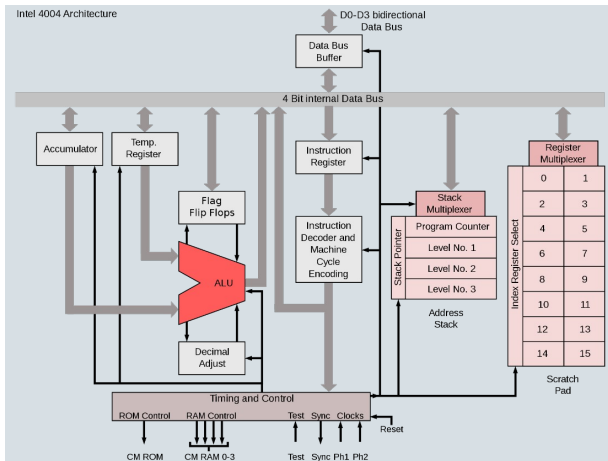 Intel 4004 Architecture
D0-D3 bidirectional
Data Bus
Data Bus
Buffer
4 Bit internal Data Bus
Accumulator
Temp.
Register
Flag
Flip Flops
ALU
Decimal
Adjust
Instruction
Register
Instruction
Decoder and
Machine
Cycle
Encoding
Stack
Multiplexer
Stack Pointer
Program Counter
Level No. 1
Level No. 2
Level No. 3
Address
Stack
Register
Multiplexer
Index Register Select
0 1
2 3
4 5
6 7
8 9
10 11
12 13
14 15
Scratch
Pad
Timing and Control
ROM Control RAM Control Test Sync Clocks
Reset
CM ROM CM RAM 0-3 Test Sync Ph1 Ph2